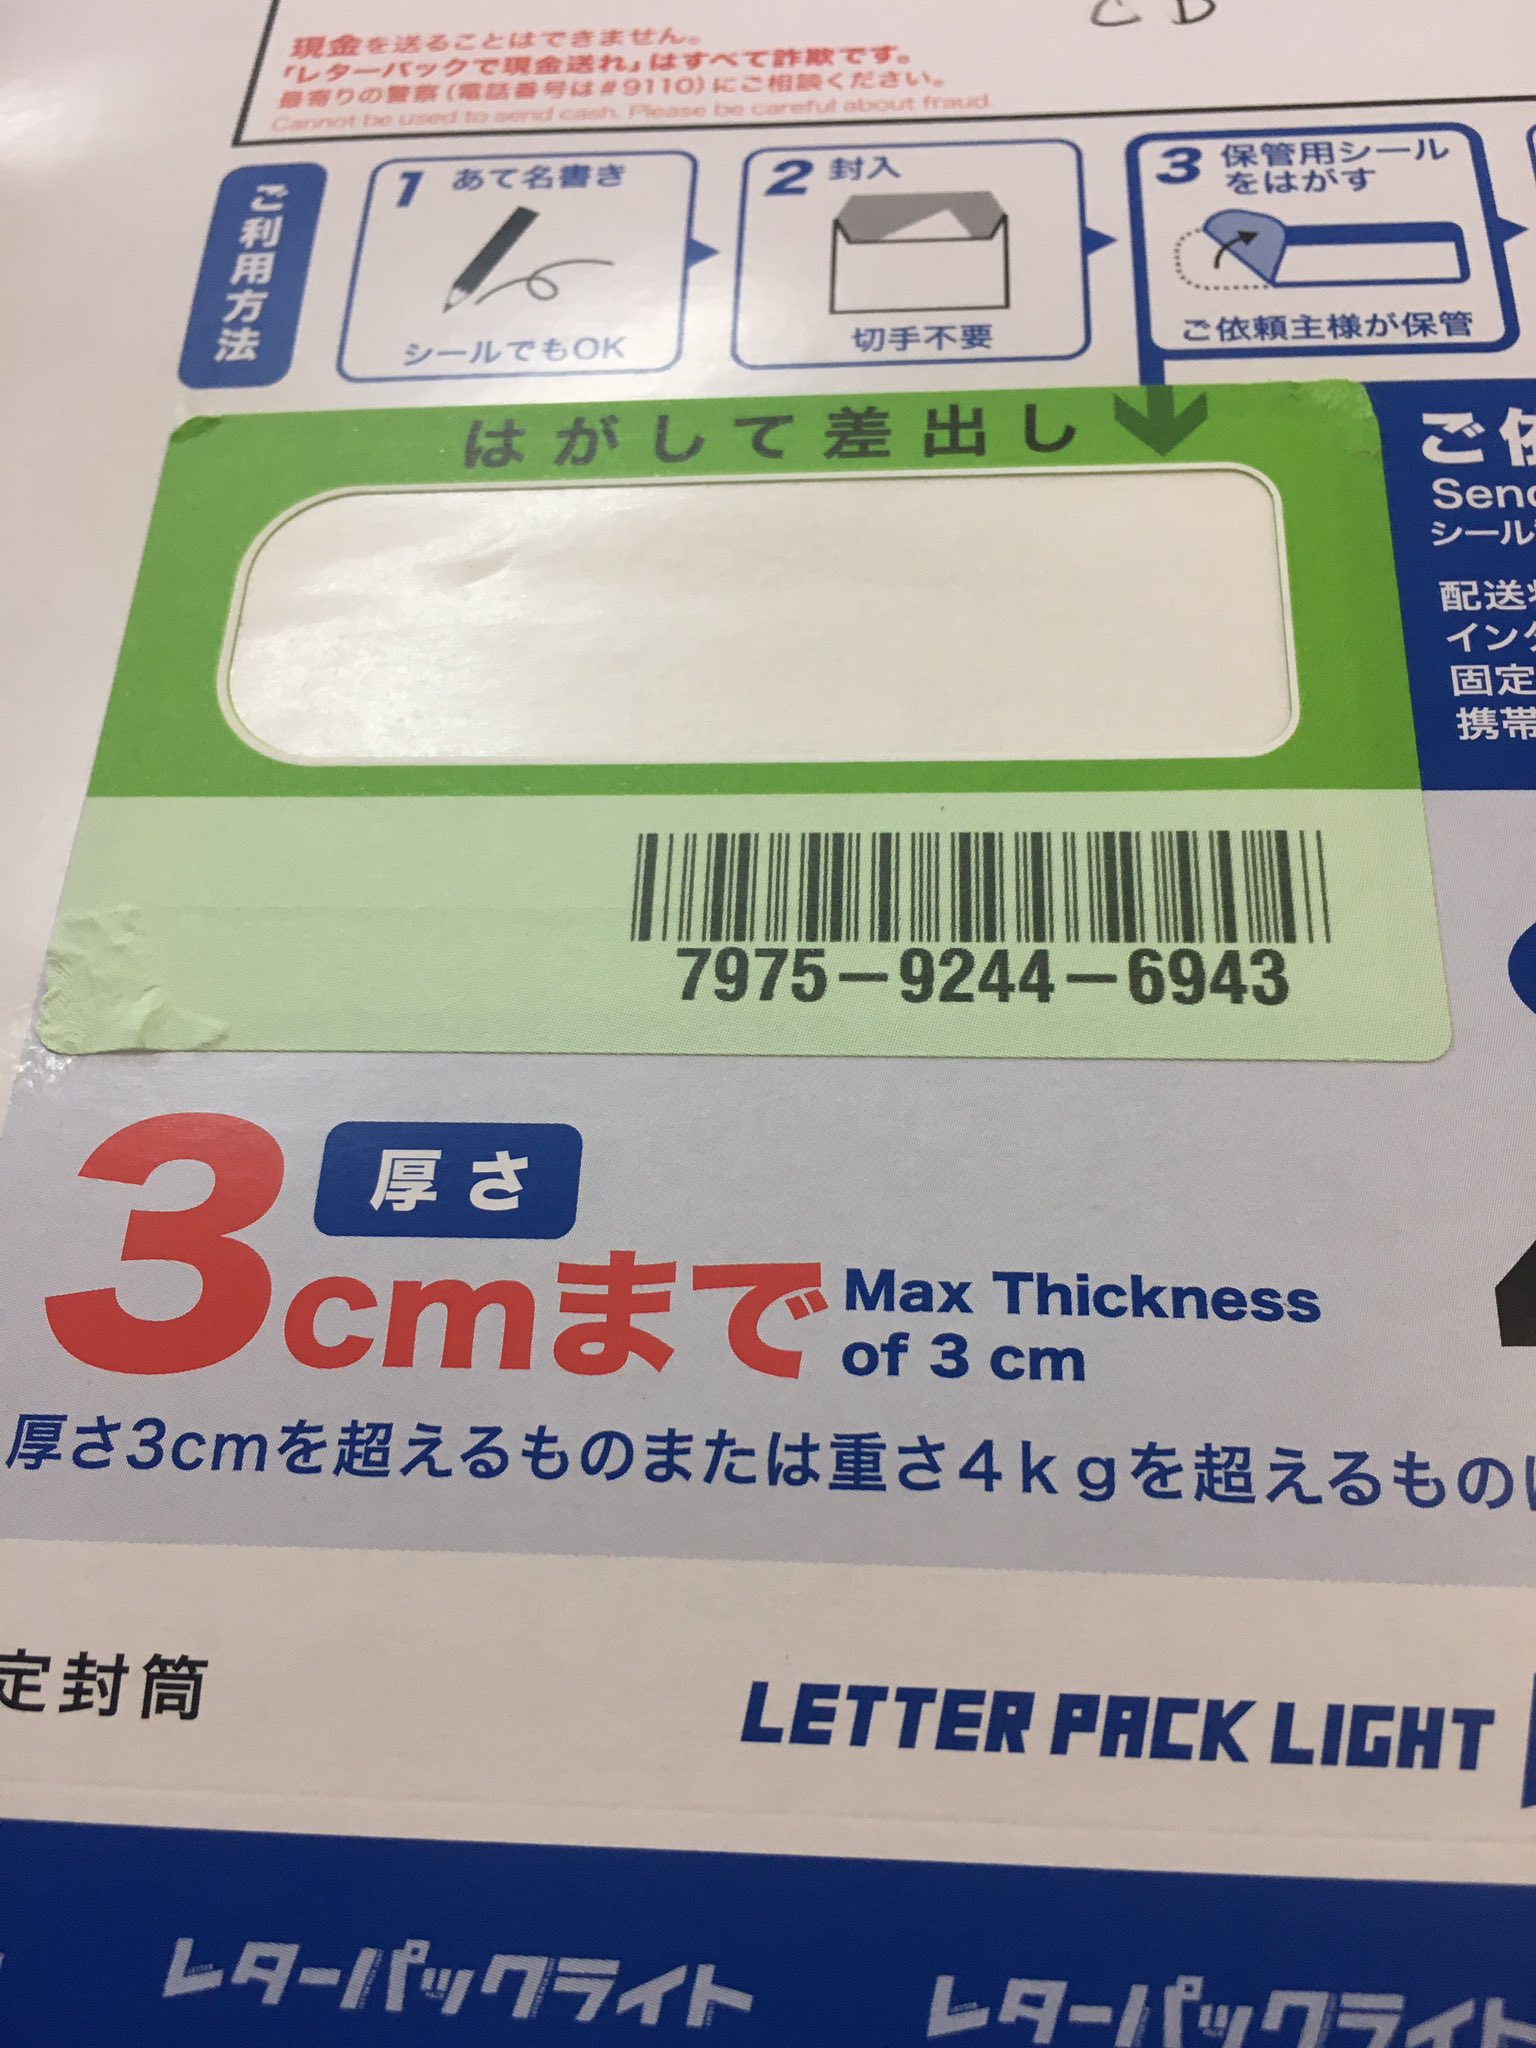 CD
現金を送ることはできません。
「レターパックで現金送れ」はすべて詐欺です。
最寄りの警察(電話番号は#9110)にご相談ください。
Cannot be used to send cash. Please be careful about fraud.
ご利用方法
1 あて名書き
シールでもOK
2 封入
切手不要
3 保管用シール
をはがす
ご依頼主様が保管
はがして差出し
ご依
Send
シール
配送状
インク
固定
携帯
7975-9244-6943
厚さ
3cmまで
Max Thickness
of 3 cm
厚さ3cmを超えるものまたは重さ4kgを超えるもの
定封筒
LETTER PACK LIGHT
レターパックライト
レターパックライト